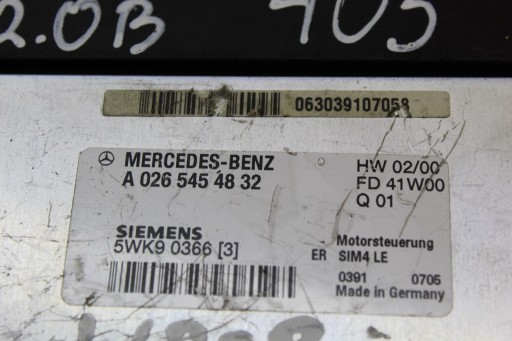 2.0B 705
063039107058
MERCEDES-BENZ HW 02/00
A 026 545 48 32 FD 41W00
Q 01
SIEMENS
5WK9 0366 [3]
Motorsteuerung
ER SIM4 LE
0391 0705
Made in Germany